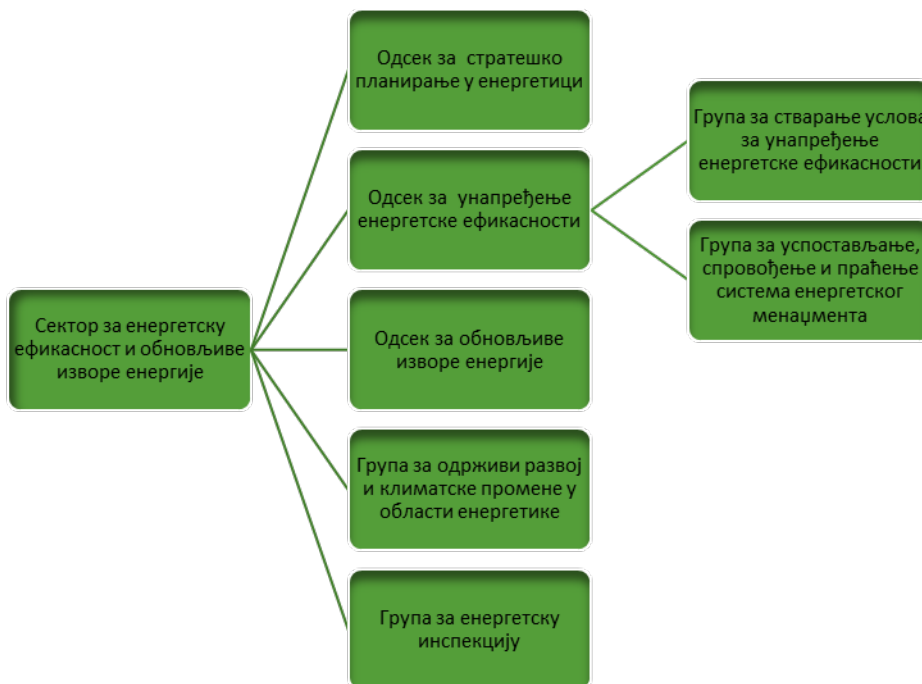 Одсек за стратешко
планирање у енергетици
Група за стварање услова
за унапређење
енергетске ефикасности
Одсек за унапређење
енергетске ефикасности
Група за успостављање,
спровођење и праћење
система енергетског
менаџмента
Сектор за енергетску
ефикасност и обновљиве
изворе енергије
Одсек за обновљиве
изворе енергије
Група за одрживи развој
и климатске промене у
области енергетике
Група за енергетску
инспекцију